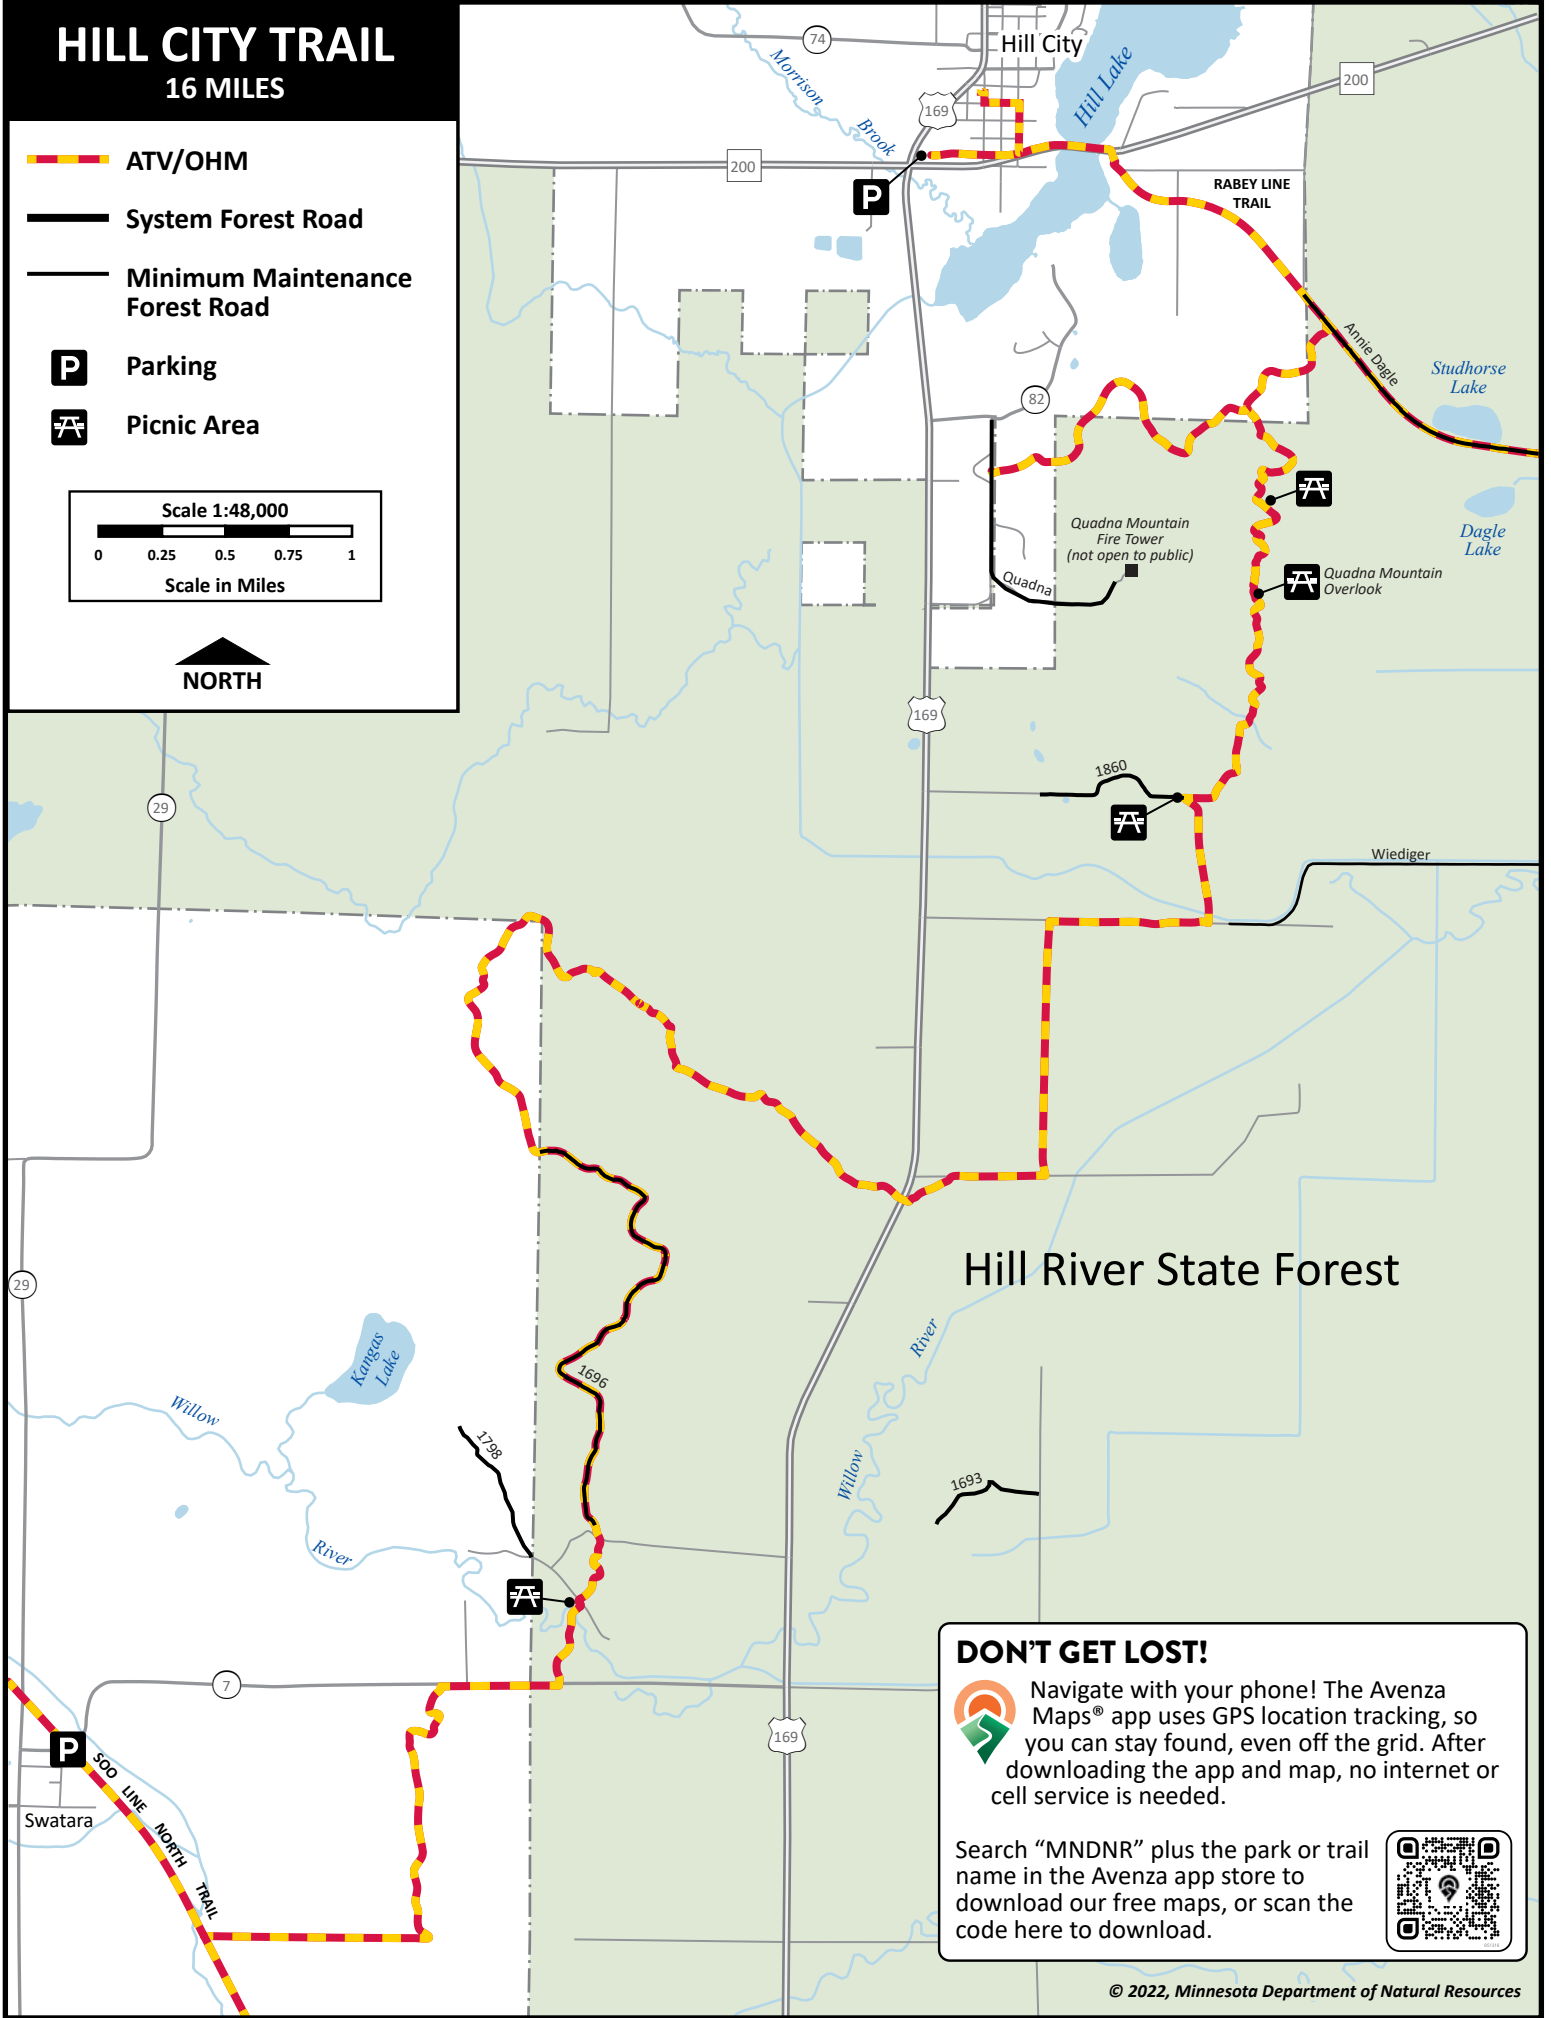 HILL CITY TRAIL
16 MILES
ATV/OHM
System Forest Road
Minimum Maintenance
Forest Road
P
Parking
Picnic Area
Scale 1:48,000
0 0.25 0.5 0.75 1
Scale in Miles
NORTH
74
Hill City
Morrison
Brook
Hill Lake
169
200
200
P
RABEY LINE
TRAIL
Annie Dagle
Studhorse
Lake
82
Quadna Mountain
Fire Tower
(not open to public)
Dagle
Lake
Quadna
Quadna Mountain
Overlook
169
1860
29
Wiediger
Hill River State Forest
29
Kangas
Lake
River
1696
Willow
1798
Willow
1693
River
7
169
P
SOO LINE NORTH TRAIL
Swatara
DON'T GET LOST!
Navigate with your phone! The Avenza
Maps® app uses GPS location tracking, so
you can stay found, even off the grid. After
downloading the app and map, no internet or
cell service is needed.
Search “MNDNR” plus the park or trail
name in the Avenza app store to
download our free maps, or scan the
code here to download.
© 2022, Minnesota Department of Natural Resources